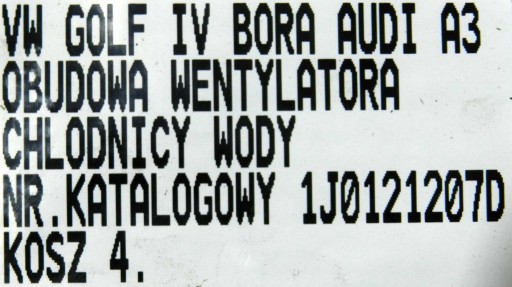 VW GOLF IV BORA AUDI A3
OBUDOWA WENTYLATORA
CHLODNICY WODY
NR.KATALOGOWY 1J0121207D
KOSZ 4.